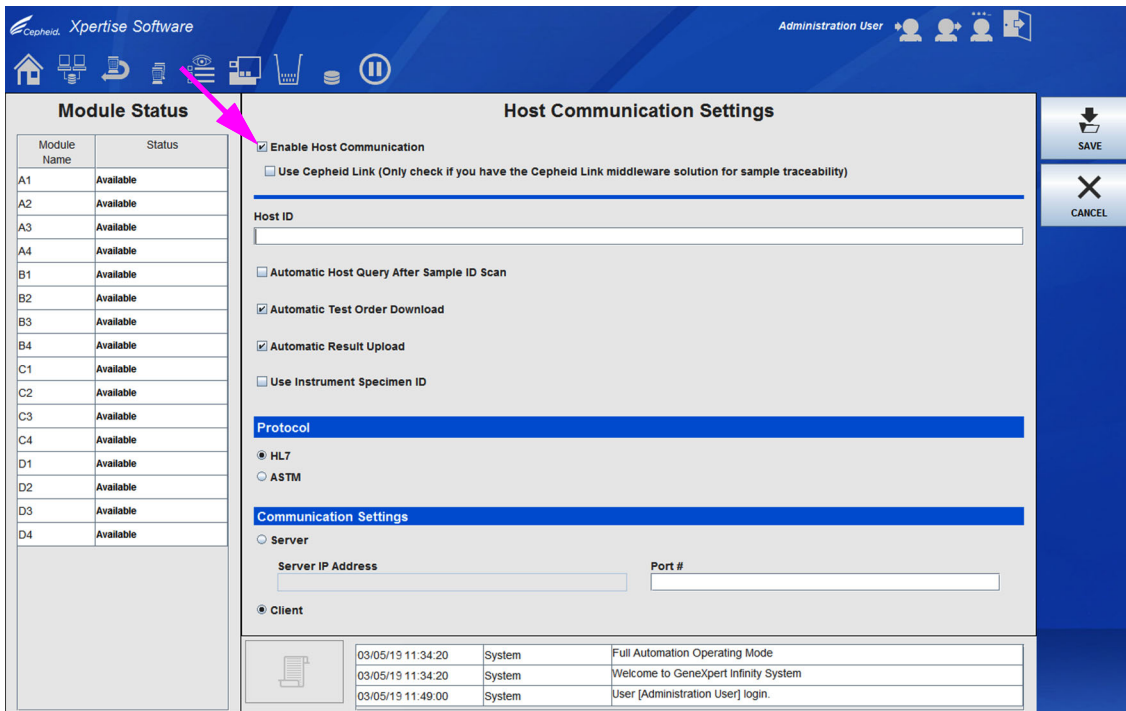 Cepheid. Xpertise Software
Administration User
Module Status
Module Name Status
A1 Available
A2 Available
A3 Available
A4 Available
B1 Available
B2 Available
B3 Available
B4 Available
C1 Available
C2 Available
C3 Available
C4 Available
D1 Available
D2 Available
D3 Available
D4 Available
Host Communication Settings
Enable Host Communication
Use Cepheid Link (Only check if you have the Cepheid Link middleware solution for sample traceability)
Host ID
Automatic Host Query After Sample ID Scan
Automatic Test Order Download
Automatic Result Upload
Use Instrument Specimen ID
Protocol
HL7
ASTM
Communication Settings
Server
Server IP Address Port #
Client
03/05/19 11:34:20 System Full Automation Operating Mode
03/05/19 11:34:20 System Welcome to GeneXpert Infinity System
03/05/19 11:49:00 System User [Administration User] login.
SAVE
CANCEL